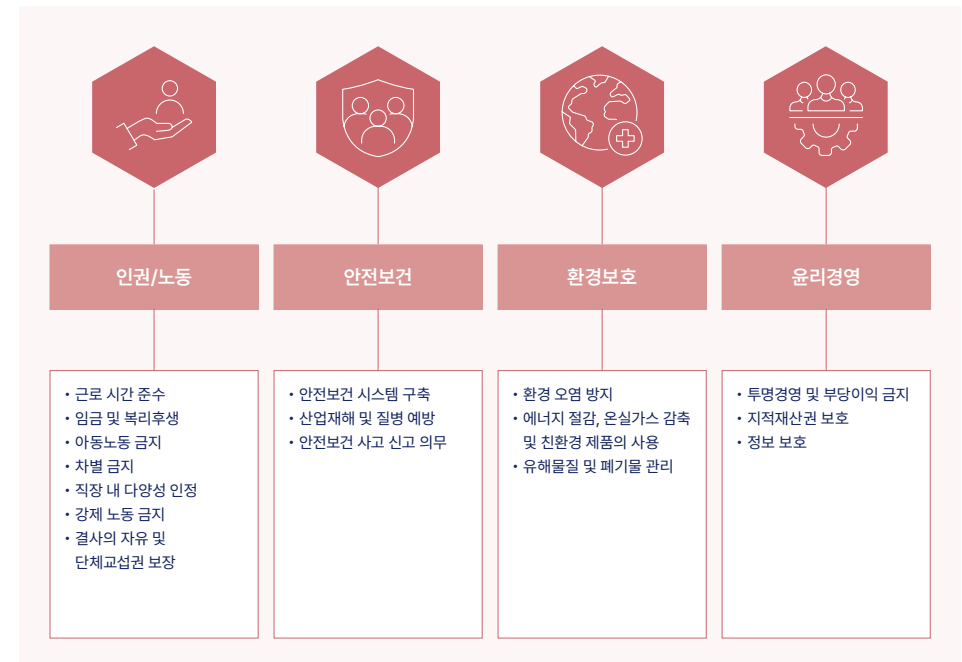 인권/노동
• 근로 시간 준수
• 임금 및 복리후생
• 아동노동 금지
• 차별 금지
• 직장 내 다양성 인정
• 강제 노동 금지
• 결사의 자유 및
단체교섭권 보장
안전보건
• 안전보건 시스템 구축
• 산업재해 및 질병 예방
• 안전보건 사고 신고 의무
환경보호
• 환경 오염 방지
• 에너지 절감, 온실가스 감축
및 친환경 제품의 사용
• 유해물질 및 폐기물 관리
윤리경영
• 투명경영 및 부당이익 금지
• 지적재산권 보호
• 정보 보호